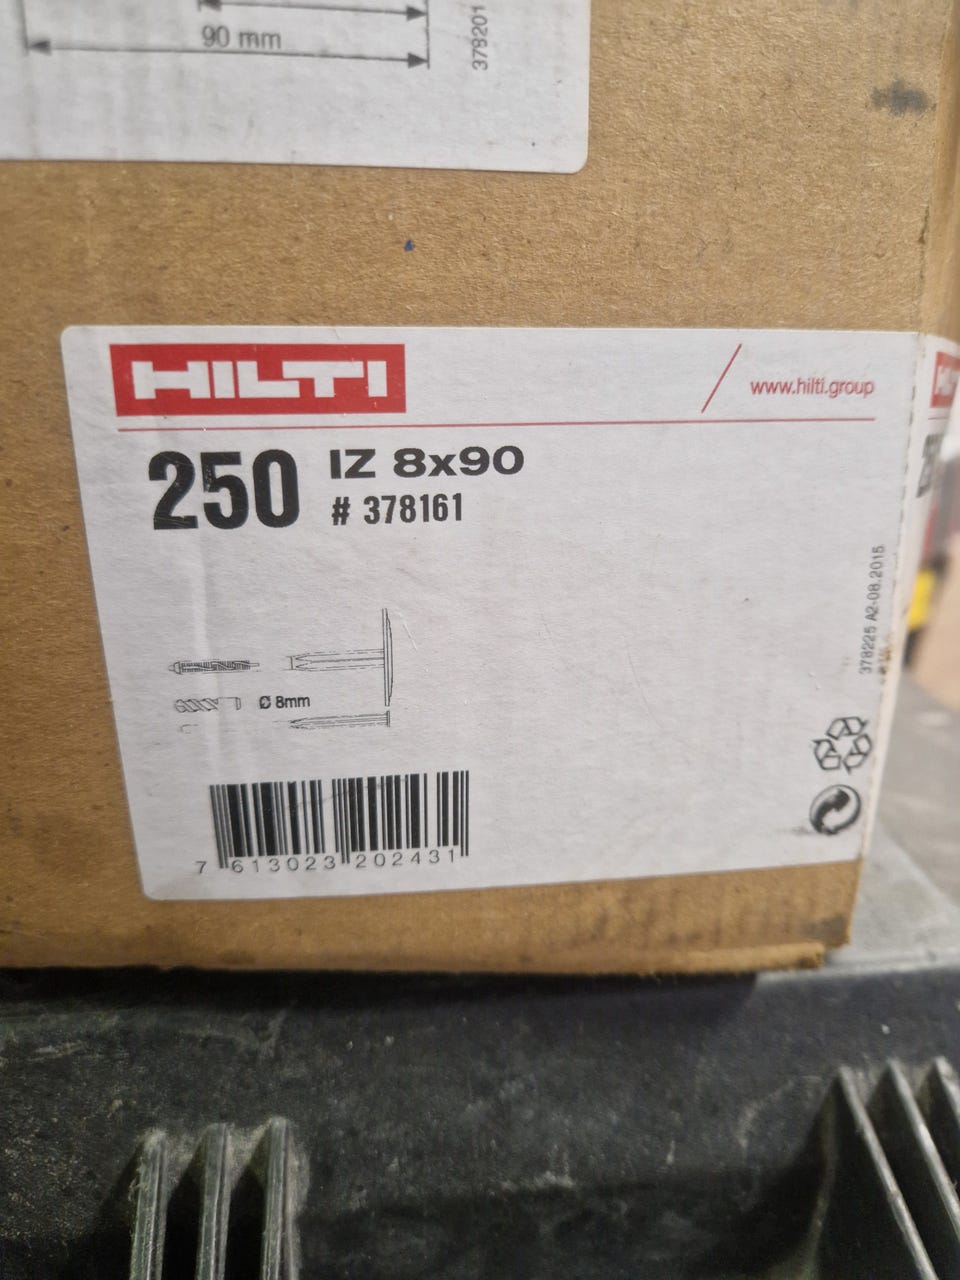 90 mm
378201
HILTI
www.hilti.group
250
IZ 8x90
# 378161
378225 A2-08.2015
Ø 8mm
7 613023 202431